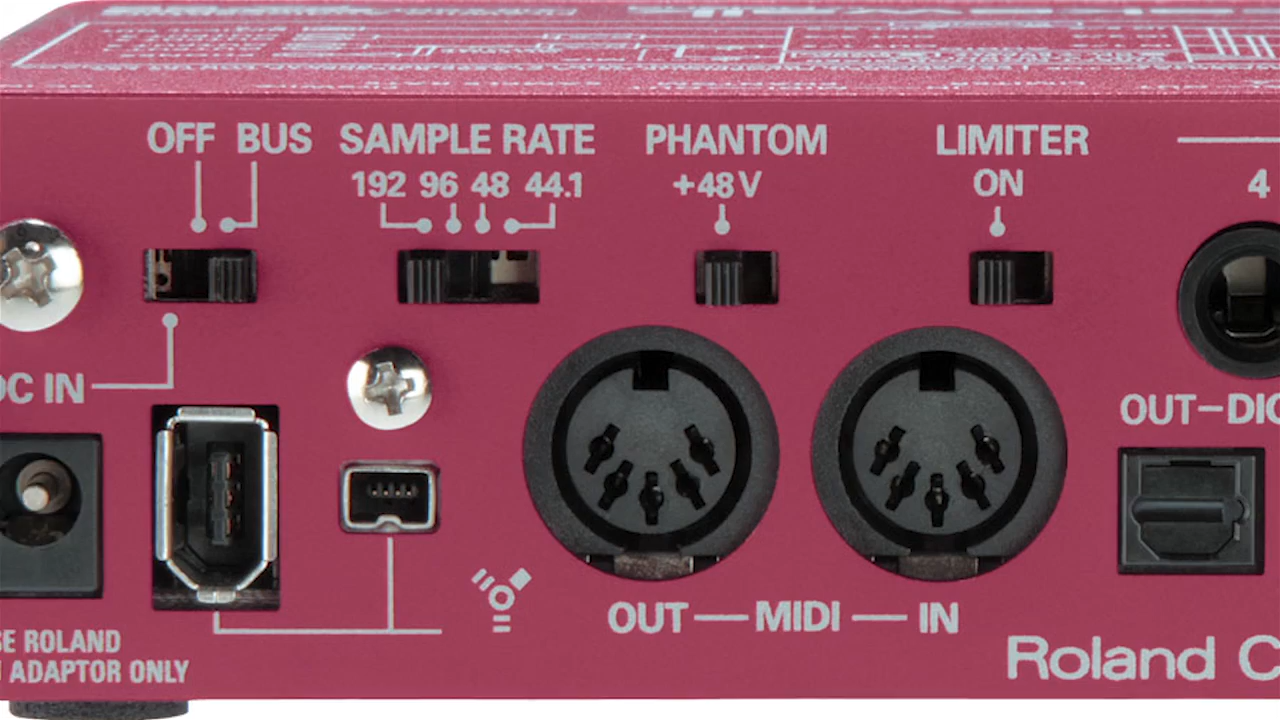 OFF BUS SAMPLE RATE PHANTOM LIMITER
192 96 48 44.1 +48V ON 4
DC IN
OUT–DIG
OUT — MIDI — IN
SE ROLAND
ADAPTOR ONLY
Roland C